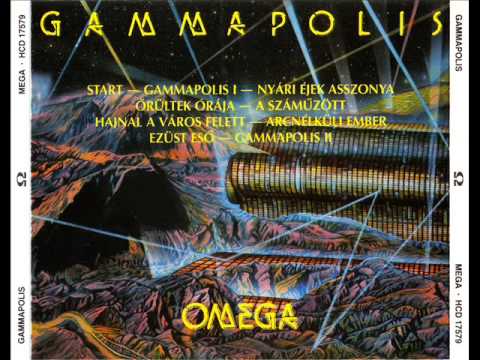 GAMMAPOLIS
START — GAMMAPOLIS I — NYÁRI ÉJEK ASSZONYA
ŐRÜLTEK ÓRÁJA — A SZÁMŰZÖTT
HAJNAL A VÁROS FELETT — ARCNÉLKÜLI EMBER
EZÜST ESŐ — GAMMAPOLIS II
OMEGA
MEGA · HCD 17579
Ω
GAMMAPOLIS
GAMMAPOLIS
Ω
MEGA · HCD 17579